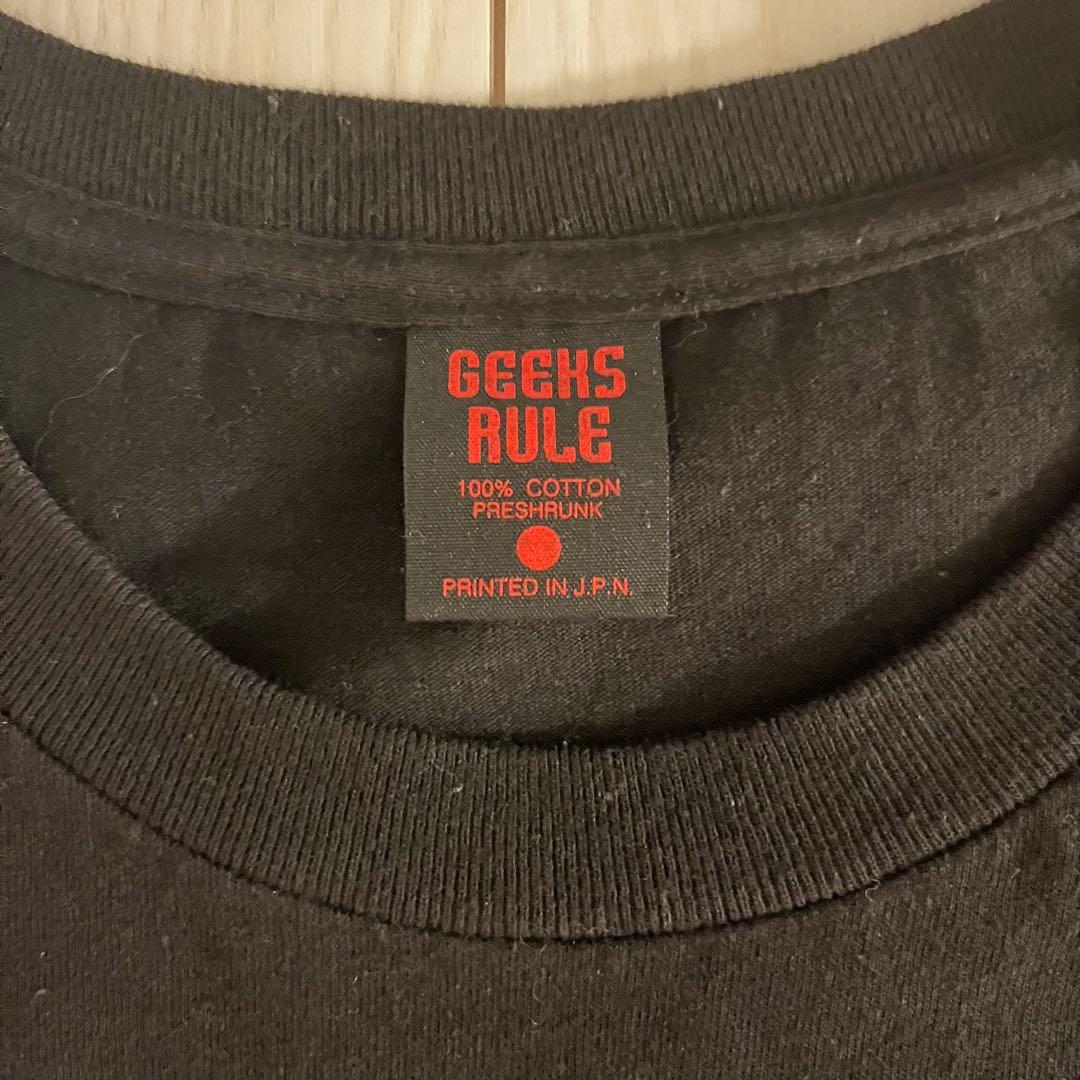 GEEKS
RULE
100% COTTON
PRESHRUNK
PRINTED IN J.P.N.